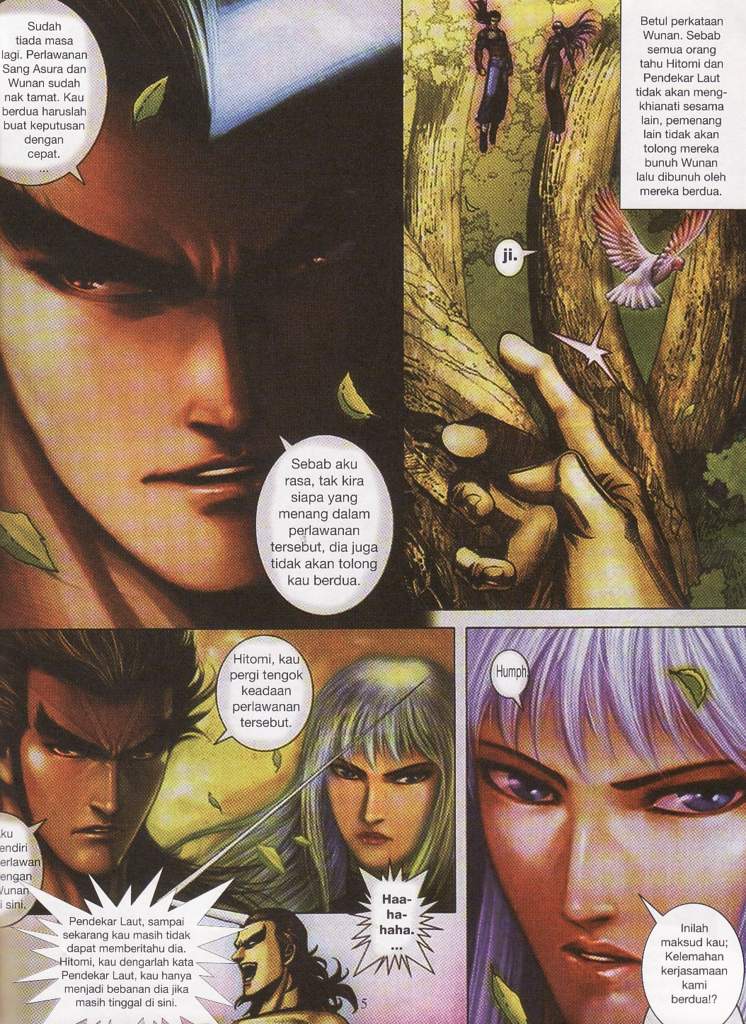 Sudah
tiada masa
lagi. Perlawanan
Sang Asura dan
Wunan sudah
nak tamat. Kau
berdua haruslah
buat keputusan
dengan
cepat.
...
Sebab aku
rasa, tak kira
siapa yang
menang dalam
perlawanan
tersebut, dia juga
tidak akan tolong
kau berdua.
Betul perkataan
Wunan. Sebab
semua orang
tahu Hitomi dan
Pendekar Laut
tidak akan meng-
khianati sesama
lain, pemenang
lain tidak akan
tolong mereka
bunuh Wunan
lalu dibunuh oleh
mereka berdua.
ji.
Hitomi, kau
pergi tengok
keadaan
perlawanan
tersebut.
ku
endiri
erlawan
engan
Wunan
i sini.
Pendekar Laut, sampai
sekarang kau masih tidak
dapat memberitahu dia.
Hitomi, kau dengarlah kata
Pendekar Laut, kau hanya
menjadi bebanan dia jika
masih tinggal di sini.
Haa-
ha-
haha.
...
Humph.
Inilah
maksud kau;
Kelemahan
kerjasamaan
kami
berdua!?
5